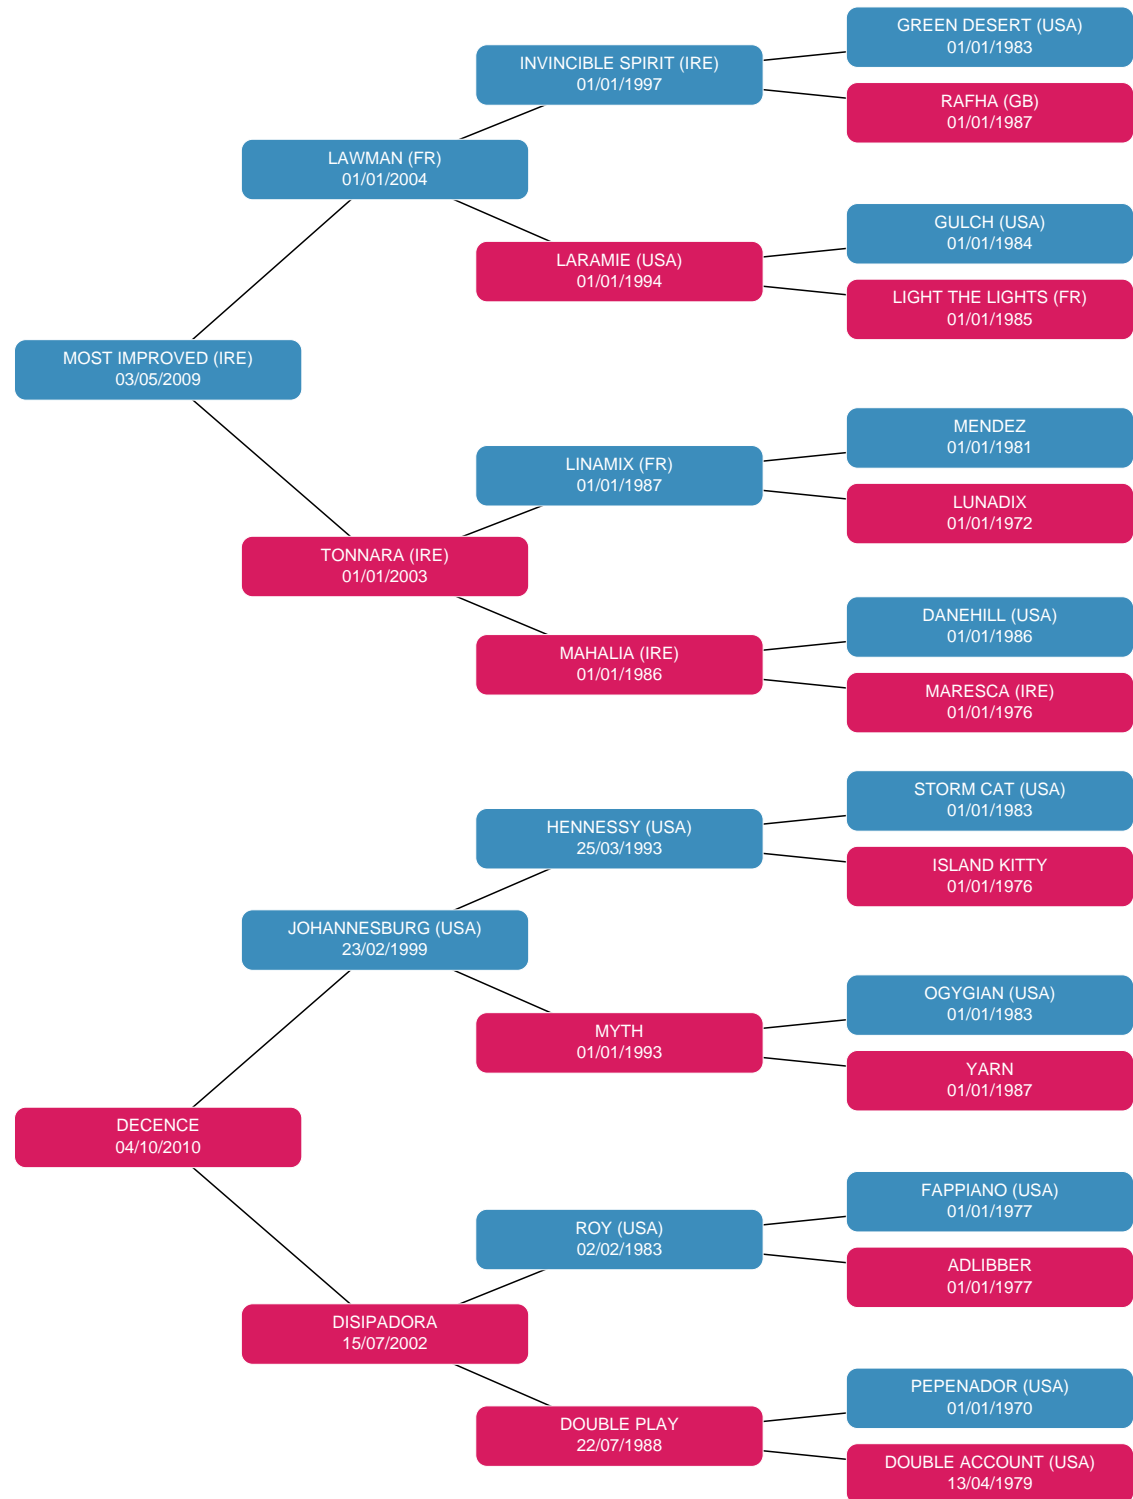 GREEN DESERT (USA)
01/01/1983
INVINCIBLE SPIRIT (IRE)
01/01/1997
RAFHA (GB)
01/01/1987
LAWMAN (FR)
01/01/2004
GULCH (USA)
01/01/1984
LARAMIE (USA)
01/01/1994
LIGHT THE LIGHTS (FR)
01/01/1985
MOST IMPROVED (IRE)
03/05/2009
MENDEZ
01/01/1981
LINAMIX (FR)
01/01/1987
LUNADIX
01/01/1972
TONNARA (IRE)
01/01/2003
DANEHILL (USA)
01/01/1986
MAHALIA (IRE)
01/01/1986
MARESCA (IRE)
01/01/1976
STORM CAT (USA)
01/01/1983
HENNESSY (USA)
25/03/1993
ISLAND KITTY
01/01/1976
JOHANNESBURG (USA)
23/02/1999
OGYGIAN (USA)
01/01/1983
MYTH
01/01/1993
YARN
01/01/1987
DECENCE
04/10/2010
FAPPIANO (USA)
01/01/1977
ROY (USA)
02/02/1983
ADLIBBER
01/01/1977
DISIPADORA
15/07/2002
PEPENADOR (USA)
01/01/1970
DOUBLE PLAY
22/07/1988
DOUBLE ACCOUNT (USA)
13/04/1979